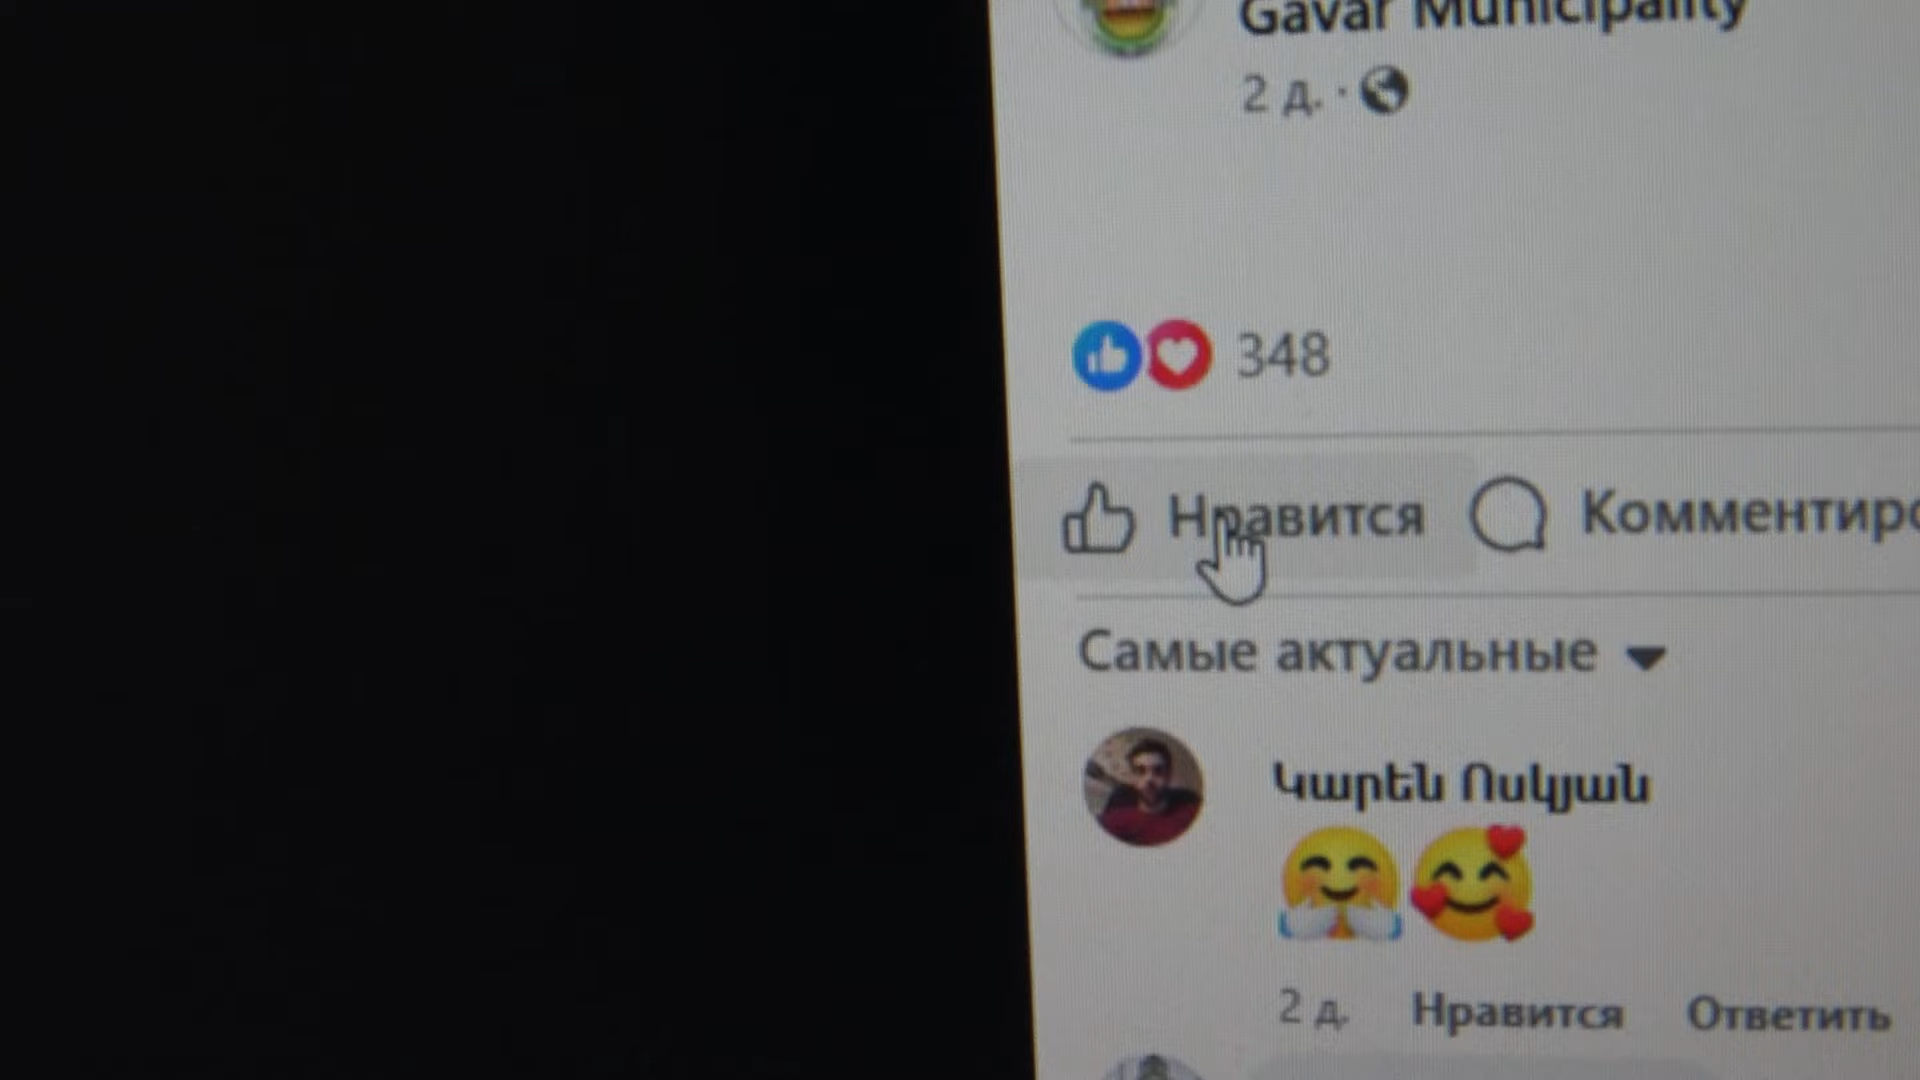 Gavar Municipality
2 д. ·
348
Нравится
Комментиро
Самые актуальные
Կարեն Ոսկյան
2 д. Нравится Ответить